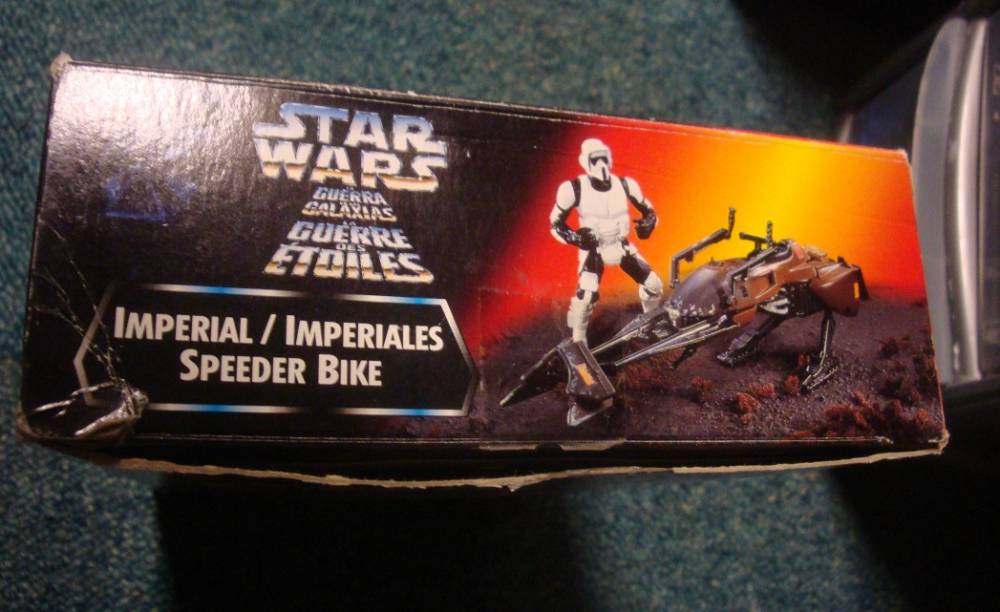 STAR
WARS
LA
GUERRA
DE LAS
GALAXIAS
LA
GUERRE
DES
ÉTOILES
IMPERIAL / IMPERIALES
SPEEDER BIKE